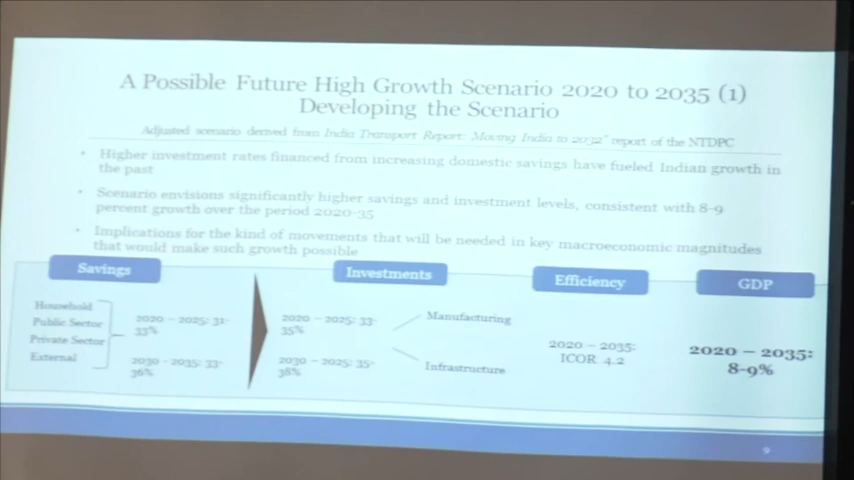 A Possible Future High Growth Scenario 2020 to 2035 (1)
Developing the Scenario
Adjusted scenario derived from India Transport Report: Moving India to 2032" report of the NTDPC
• Higher investment rates financed from increasing domestic savings have fueled Indian growth in
the past
• Scenario envisions significantly higher savings and investment levels, consistent with 8-9
percent growth over the period 2020-35
• Implications for the kind of movements that will be needed in key macroeconomic magnitudes
that would make such growth possible
Savings
Household
Public Sector
Private Sector
External
2020 – 2025: 31-
33%
2030 – 2035: 33-
36%
Investments
2020 – 2025: 33-
35%
2030 – 2025: 35-
38%
Manufacturing
Infrastructure
Efficiency
2020 – 2035:
ICOR 4.2
GDP
2020 – 2035:
8-9%
9